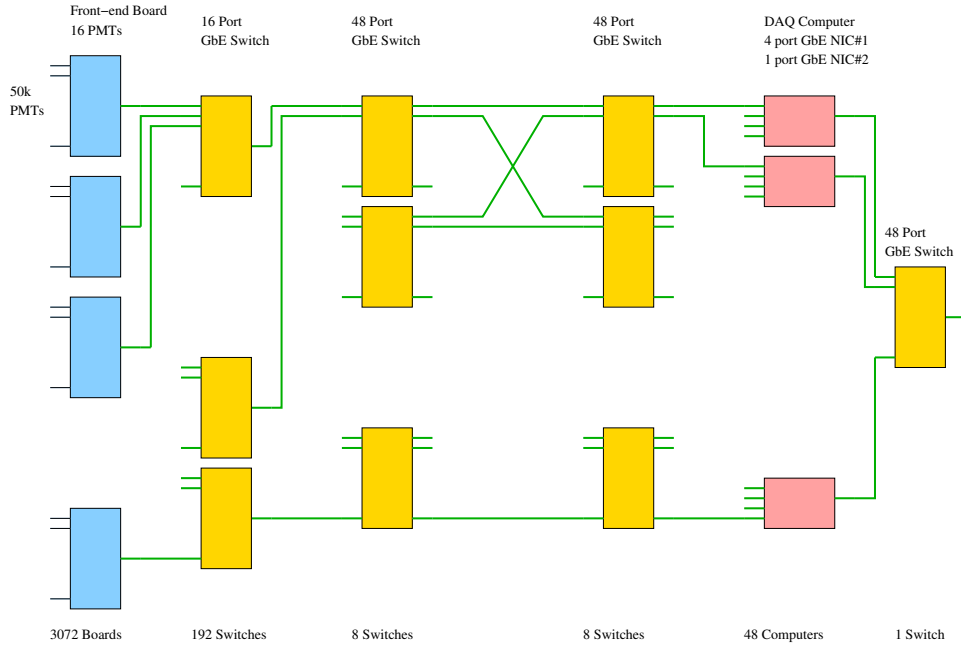 Front−end Board
16 PMTs
16 Port
GbE Switch
48 Port
GbE Switch
48 Port
GbE Switch
DAQ Computer
4 port GbE NIC#1
1 port GbE NIC#2
50k
PMTs
48 Port
GbE Switch
3072 Boards
192 Switches
8 Switches
8 Switches
48 Computers
1 Switch